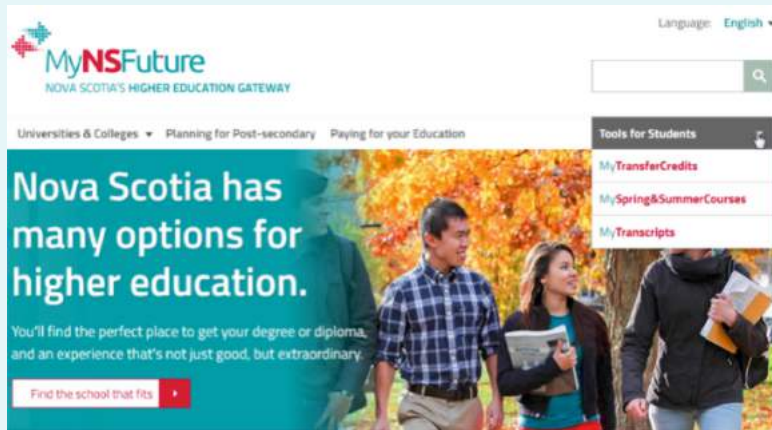 Language: English
MyNSFuture
NOVA SCOTIA'S HIGHER EDUCATION GATEWAY
Universities & Colleges Planning for Post-secondary Paying for your Education
Tools for Students
MyTransferCredits
MySpring&SummerCourses
MyTranscripts
Nova Scotia has
many options for
higher education.
You'll find the perfect place to get your degree or diploma,
and an experience that's not just good, but extraordinary.
Find the school that fits